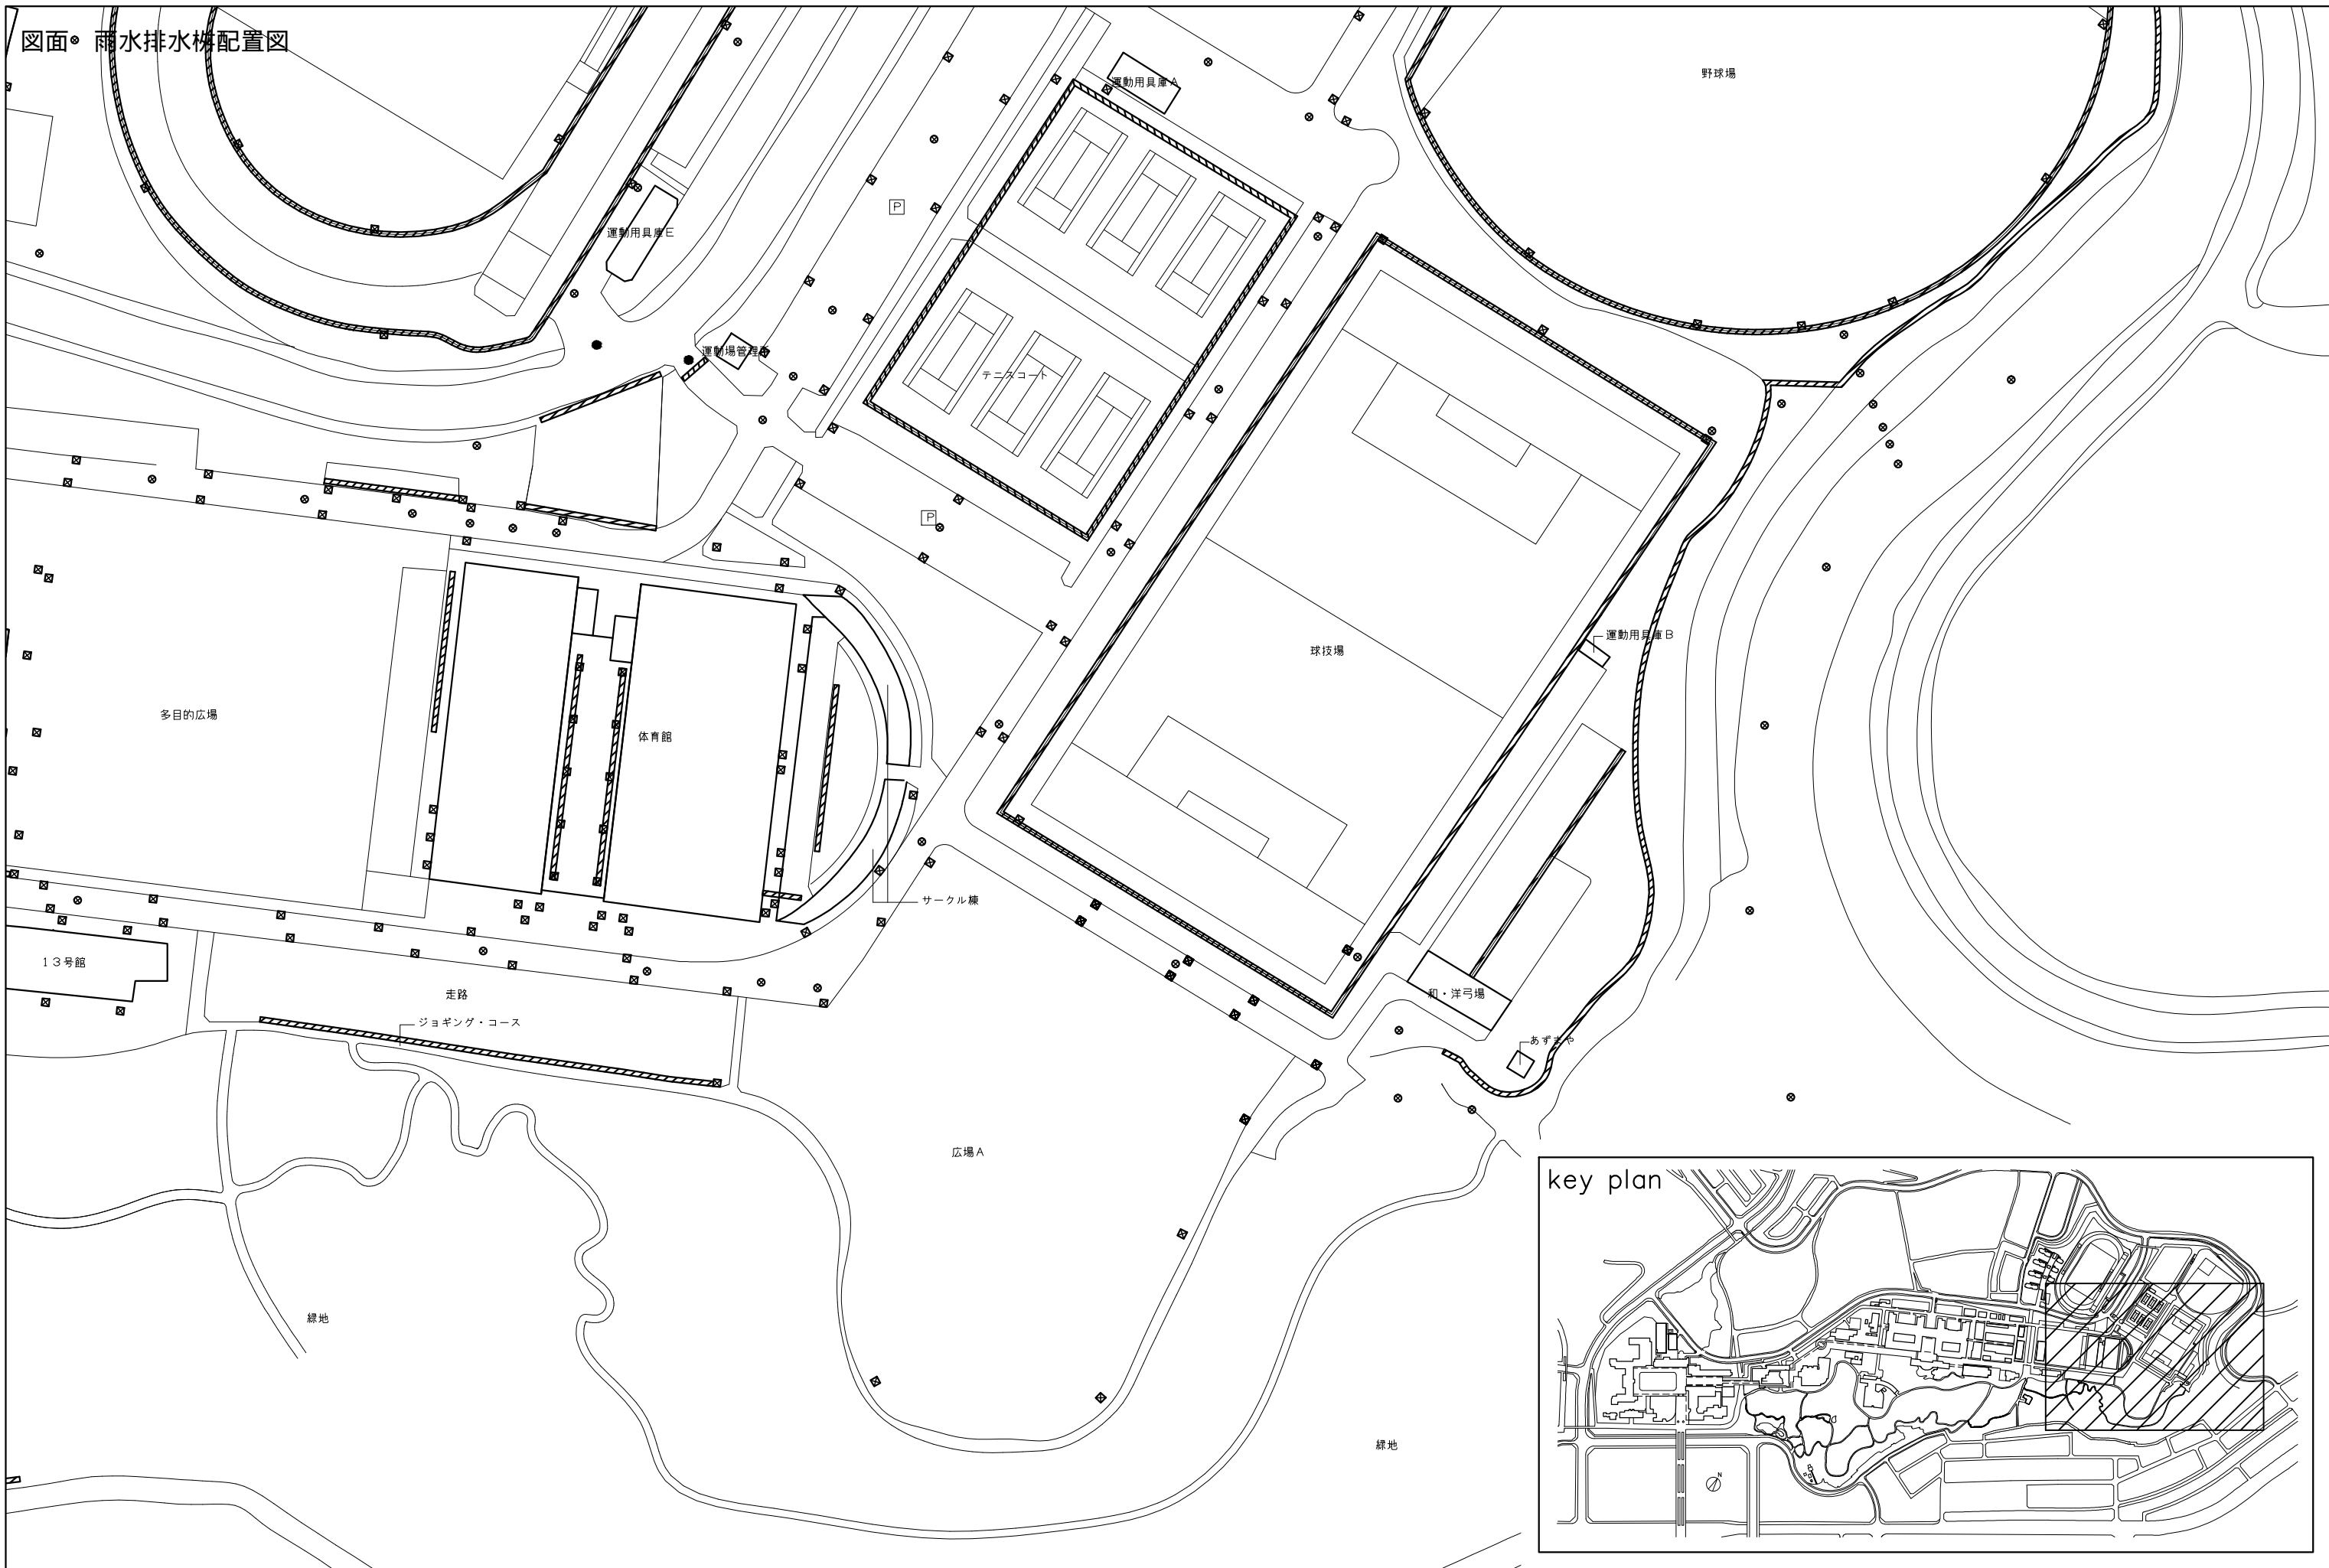 図面 雨水排水桝配置図
運動用具庫A
野球場
P
運動用具庫E
運動場管理
テニスコート
P
運動用具庫B
球技場
多目的広場
体育館
サークル棟
13号館
走路
和・洋弓場
ジョギング・コース
あずまや
広場A
key plan
緑地
緑地
N